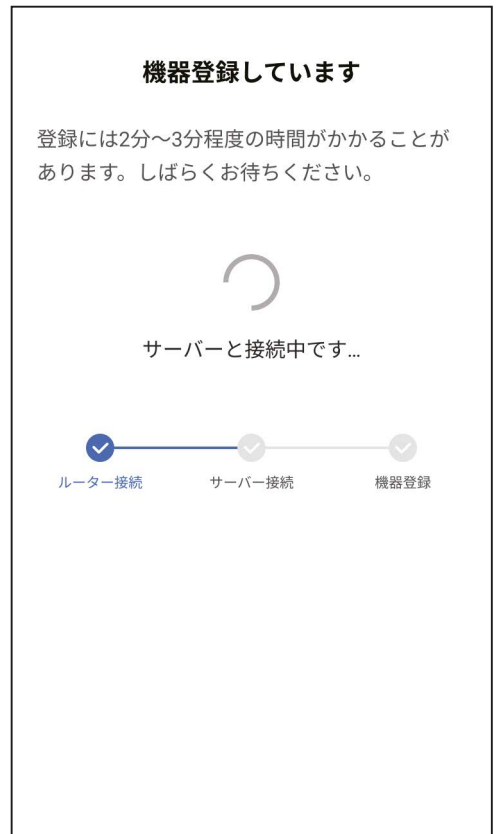 機器登録しています
登録には2分～3分程度の時間がかかることが
あります。しばらくお待ちください。
サーバーと接続中です...
ルーター接続
サーバー接続
機器登録